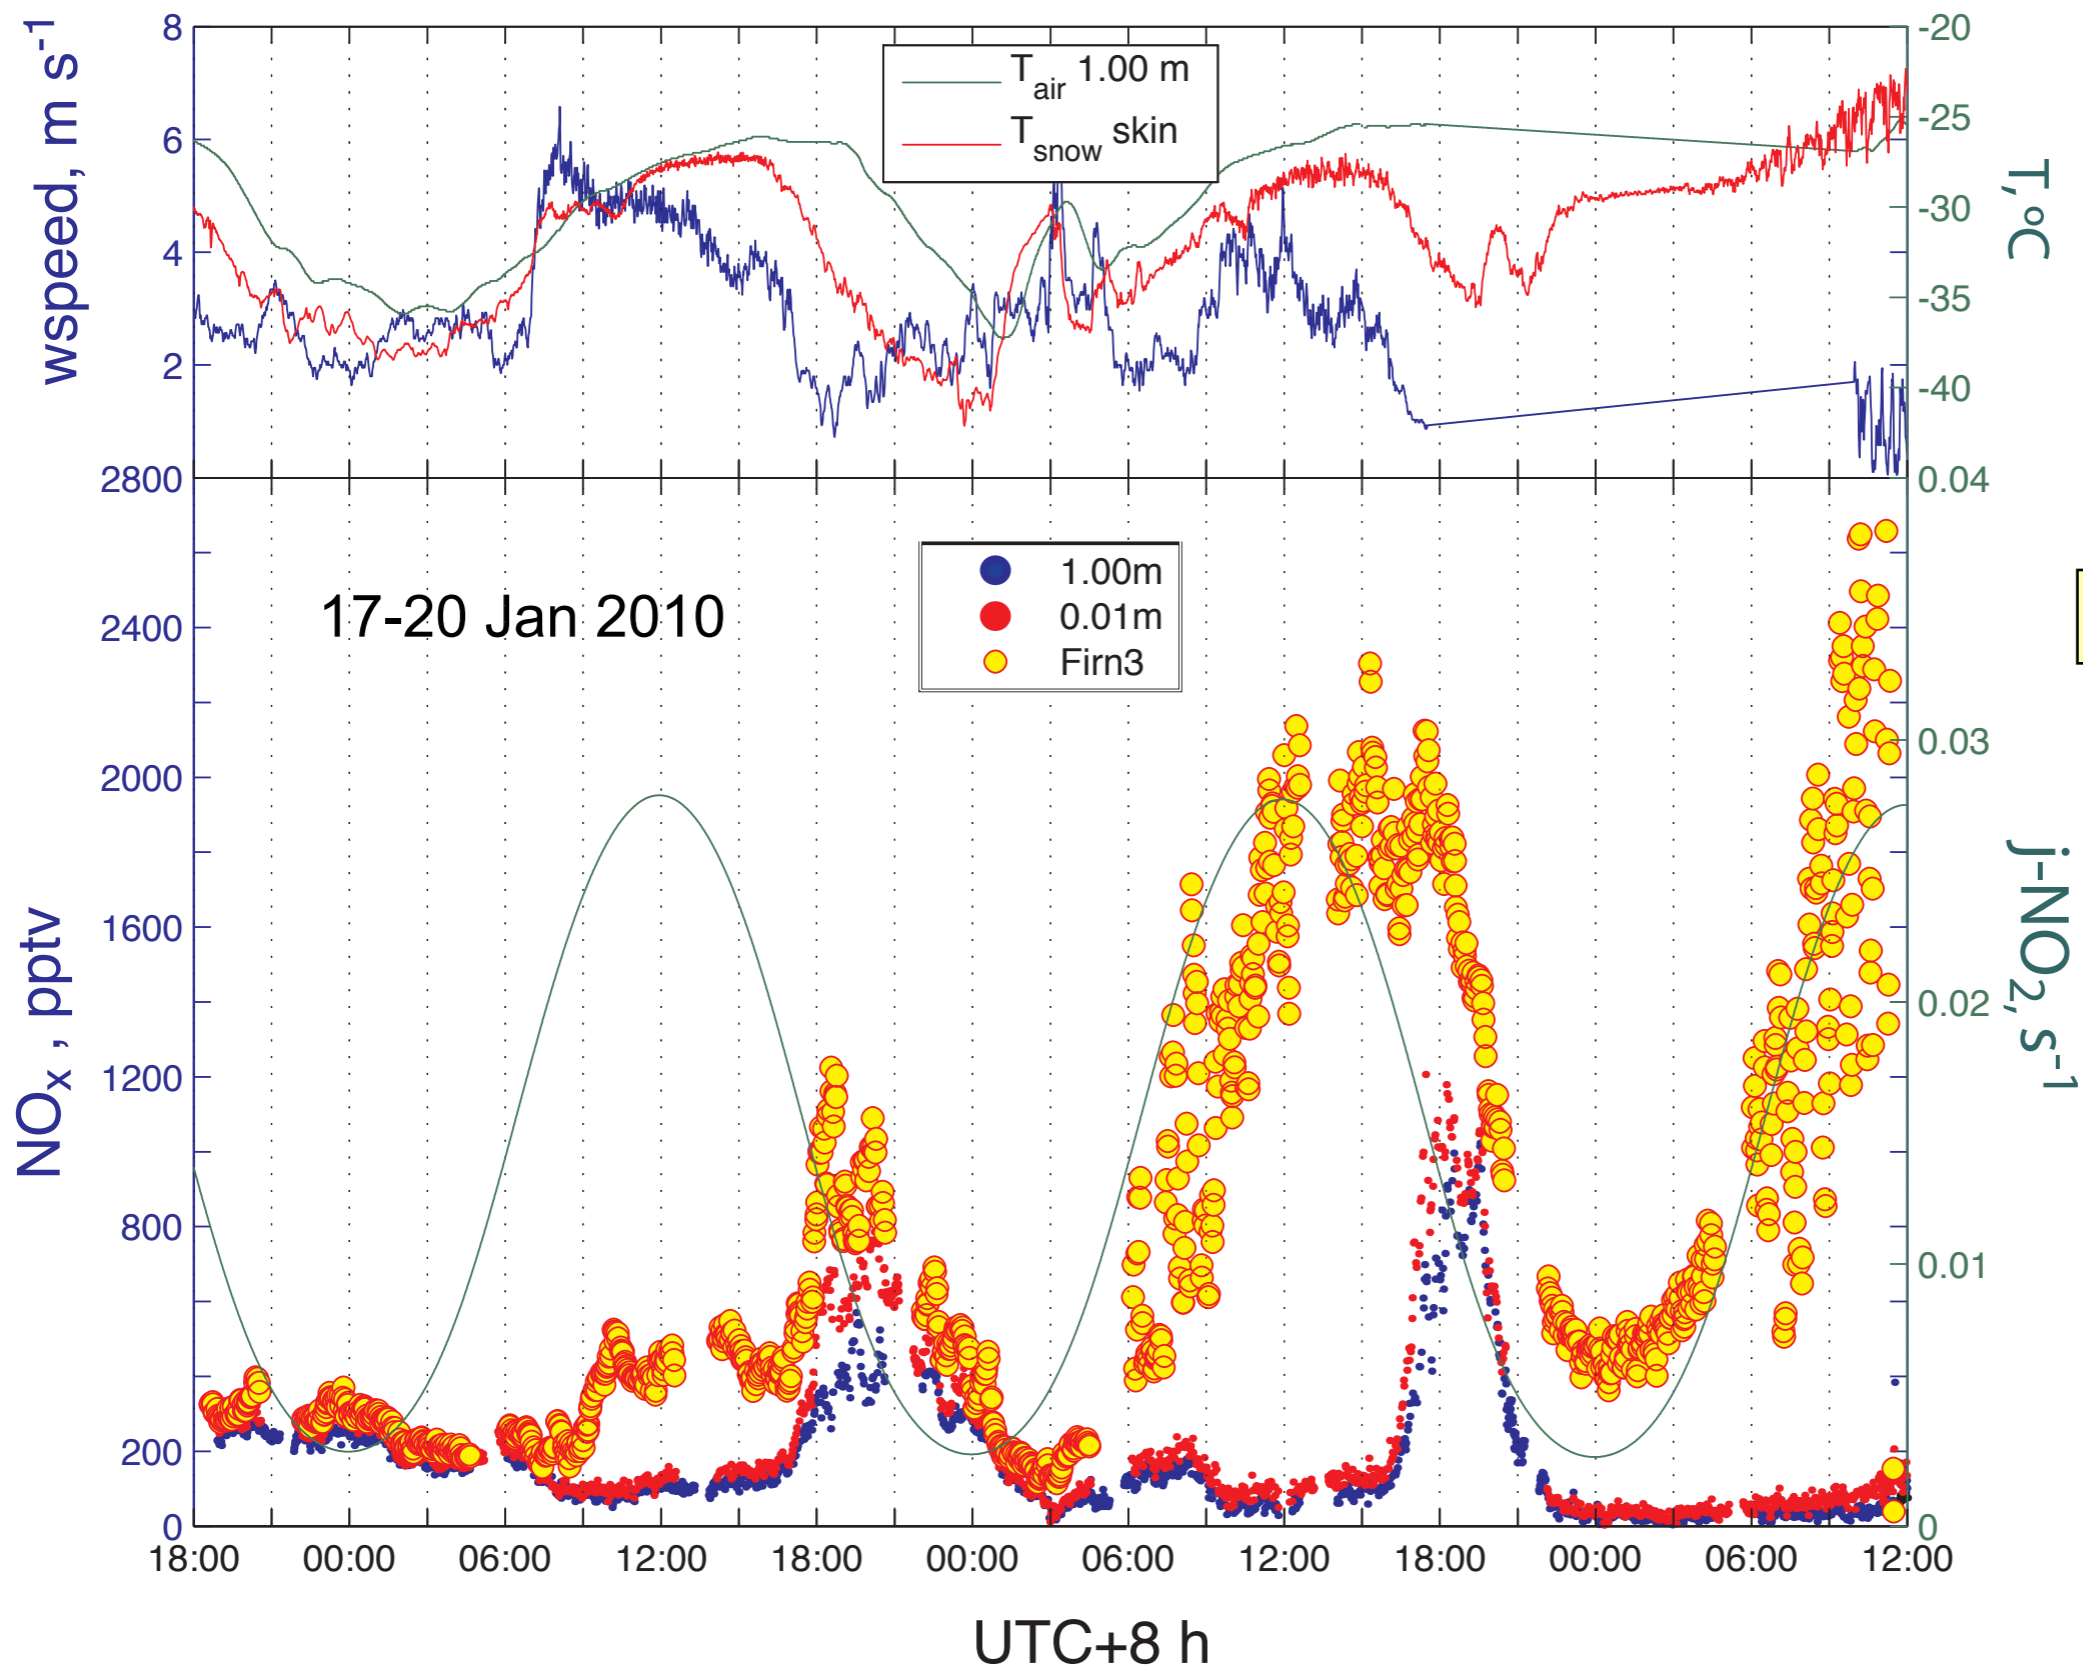 wspeed, m s-1
8
6
4
2
Tair 1.00 m
Tsnow skin
-20
-25
-30
-35
-40
T,ºC
NOx , pptv
2800
2400
2000
1600
1200
800
200
0
17-20 Jan 2010
1.00m
0.01m
Firn3
0.04
0.03
0.02
0.01
0
j-NO2,s-1
18:00 00:00 06:00 12:00 18:00 00:00 06:00 12:00 18:00 00:00 06:00 12:00
UTC+8 h